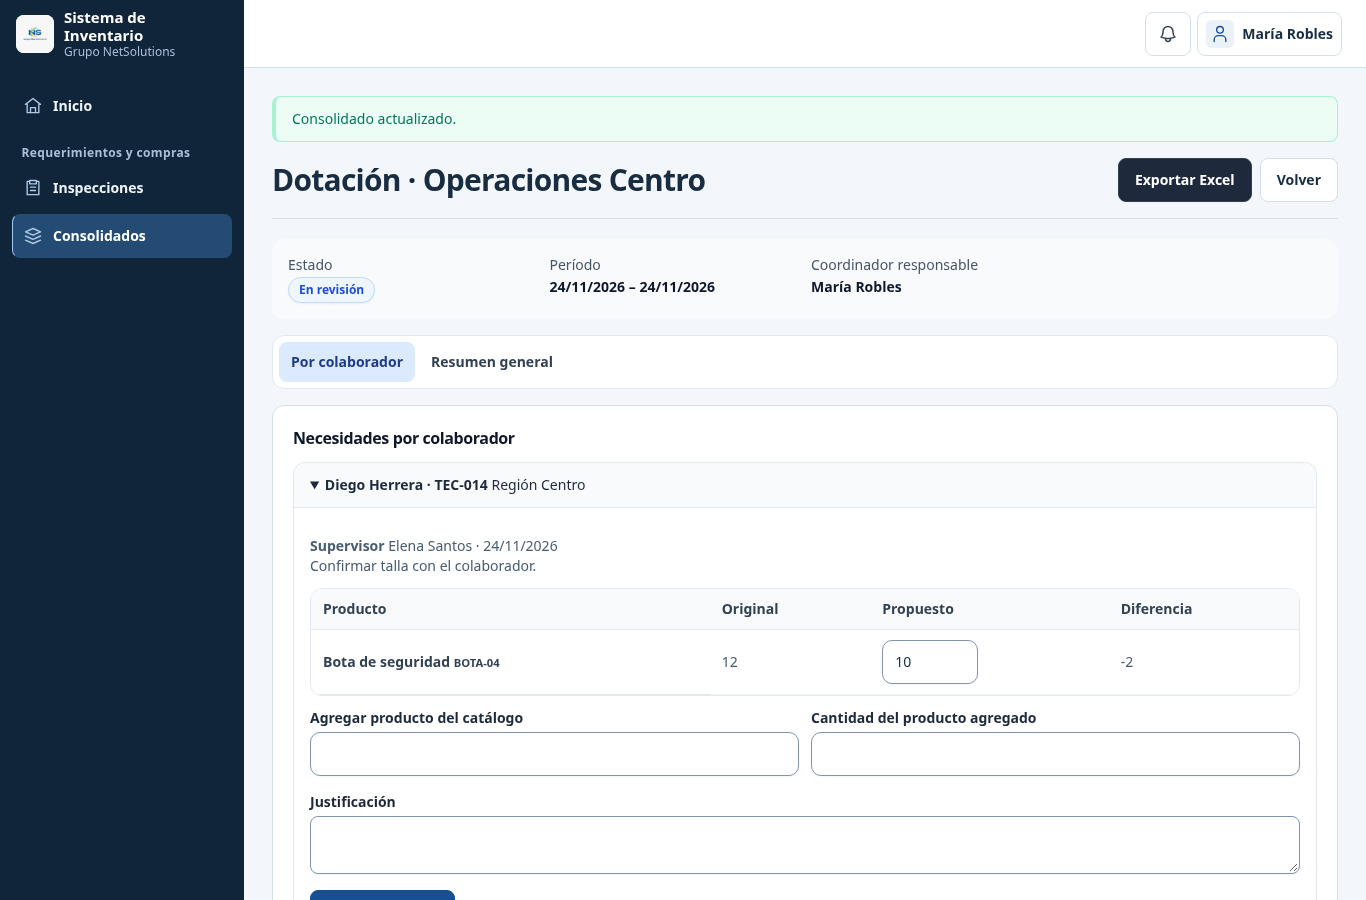 Sistema de
Inventario
Grupo NetSolutions
María Robles
Inicio
Requerimientos y compras
Inspecciones
Consolidados
Consolidado actualizado.
Dotación · Operaciones Centro
Exportar Excel
Volver
Estado
En revisión
Período
24/11/2026 – 24/11/2026
Coordinador responsable
María Robles
Por colaborador
Resumen general
Necesidades por colaborador
Diego Herrera · TEC-014 Región Centro
Supervisor Elena Santos · 24/11/2026
Confirmar talla con el colaborador.
Producto Original Propuesto Diferencia
Bota de seguridad BOTA-04 12 10 -2
Agregar producto del catálogo
Cantidad del producto agregado
Justificación